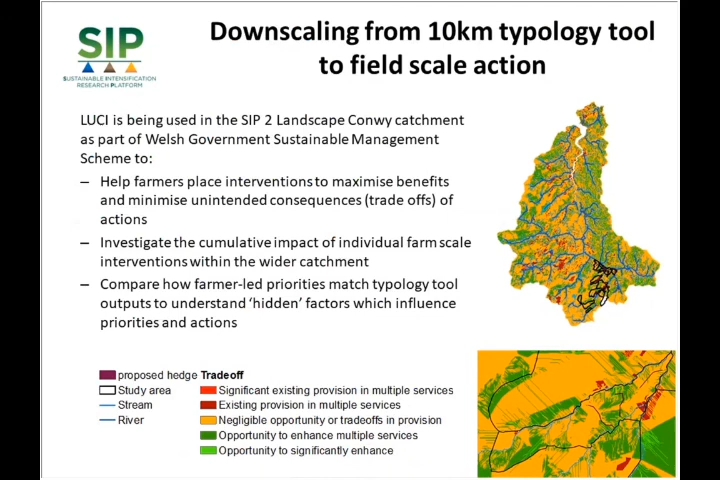 Downscaling from 10km typology tool
to field scale action
SIP
SUSTAINABLE INTENSIFICATION
RESEARCH PLATFORM
LUCI is being used in the SIP 2 Landscape Conwy catchment
as part of Welsh Government Sustainable Management
Scheme to:
– Help farmers place interventions to maximise benefits
and minimise unintended consequences (trade offs) of
actions
– Investigate the cumulative impact of individual farm scale
interventions within the wider catchment
– Compare how farmer-led priorities match typology tool
outputs to understand ‘hidden’ factors which influence
priorities and actions
proposed hedge
Study area
Stream
River
Tradeoff
Significant existing provision in multiple services
Existing provision in multiple services
Negligible opportunity or tradeoffs in provision
Opportunity to enhance multiple services
Opportunity to significantly enhance